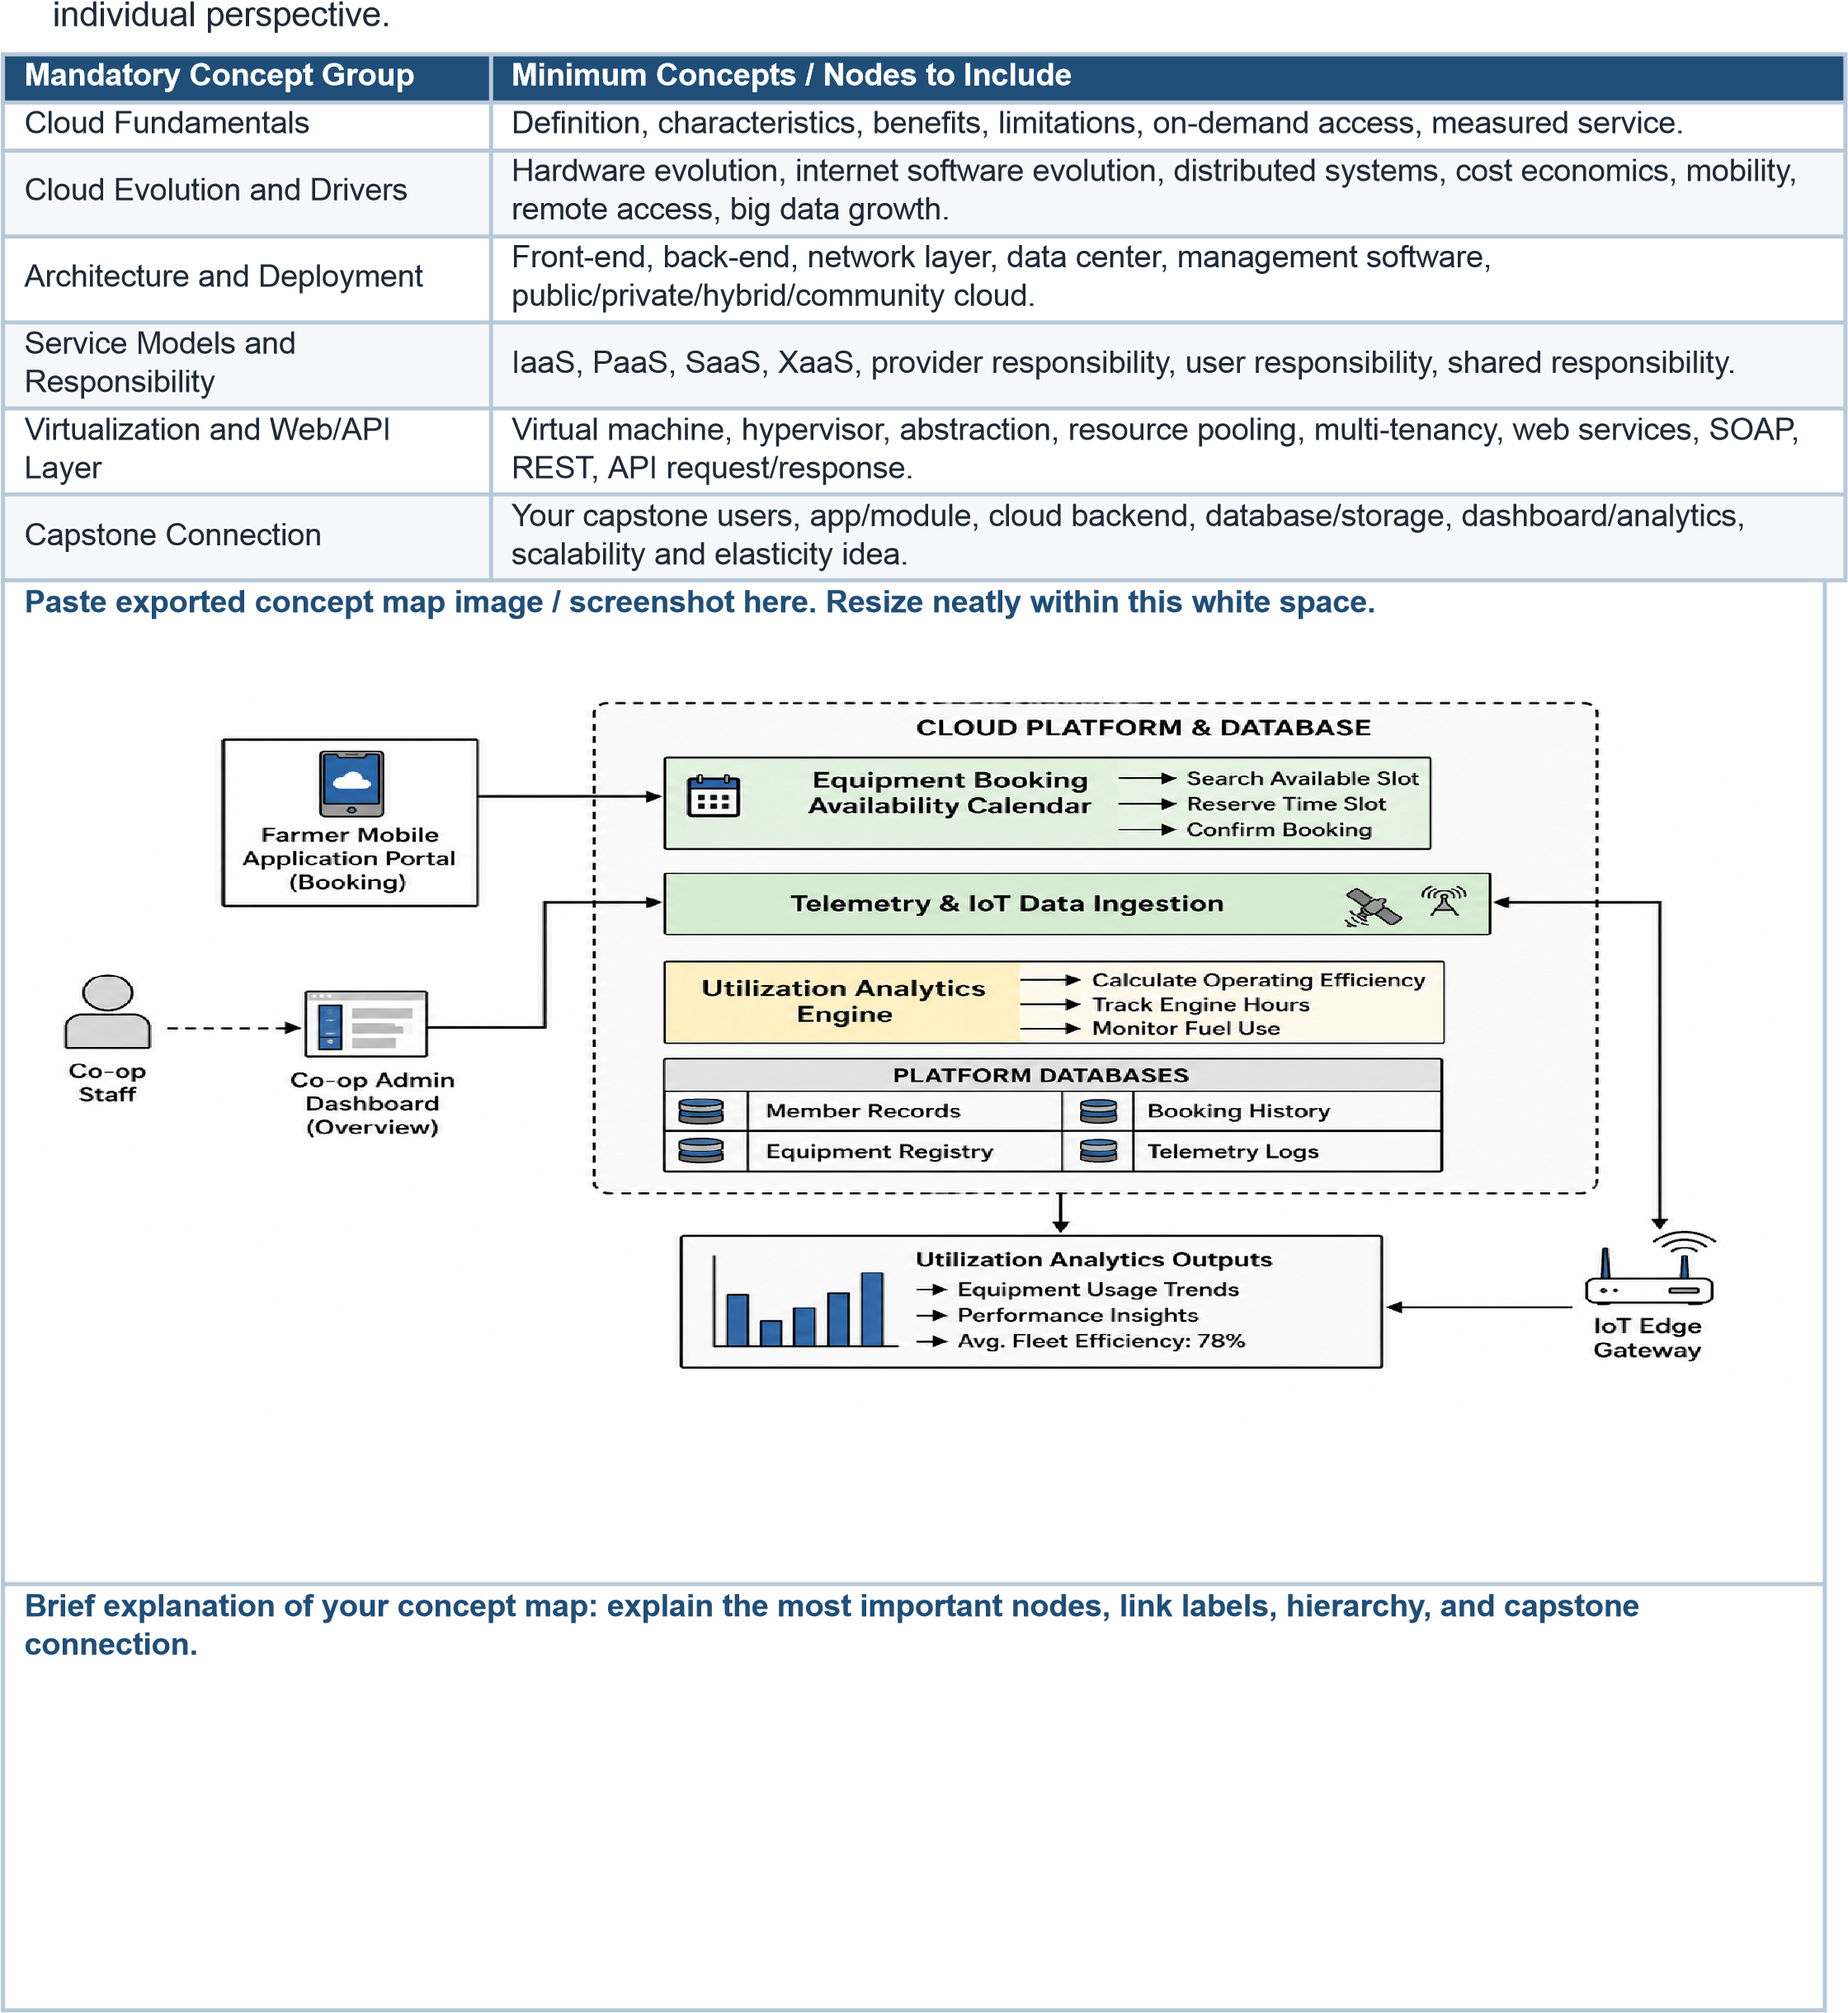 individual perspective.
Mandatory Concept Group
Minimum Concepts / Nodes to Include
Cloud Fundamentals
Definition, characteristics, benefits, limitations, on-demand access, measured service.
Cloud Evolution and Drivers
Hardware evolution, internet software evolution, distributed systems, cost economics, mobility,
remote access, big data growth.
Architecture and Deployment
Front-end, back-end, network layer, data center, management software,
public/private/hybrid/community cloud.
Service Models and
Responsibility
IaaS, PaaS, SaaS, XaaS, provider responsibility, user responsibility, shared responsibility.
Virtualization and Web/API
Layer
Virtual machine, hypervisor, abstraction, resource pooling, multi-tenancy, web services, SOAP,
REST, API request/response.
Capstone Connection
Your capstone users, app/module, cloud backend, database/storage, dashboard/analytics,
scalability and elasticity idea.
Paste exported concept map image / screenshot here. Resize neatly within this white space.
CLOUD PLATFORM & DATABASE
Farmer Mobile
Application Portal
(Booking)
Equipment Booking
Availability Calendar
Search Available Slot
Reserve Time Slot
Confirm Booking
Telemetry & IoT Data Ingestion
Utilization Analytics
Engine
Calculate Operating Efficiency
Track Engine Hours
Monitor Fuel Use
Co-op
Staff
Co-op Admin
Dashboard
(Overview)
PLATFORM DATABASES
Member Records
Booking History
Equipment Registry
Telemetry Logs
Utilization Analytics Outputs
Equipment Usage Trends
Performance Insights
Avg. Fleet Efficiency: 78%
IoT Edge
Gateway
Brief explanation of your concept map: explain the most important nodes, link labels, hierarchy, and capstone
connection.